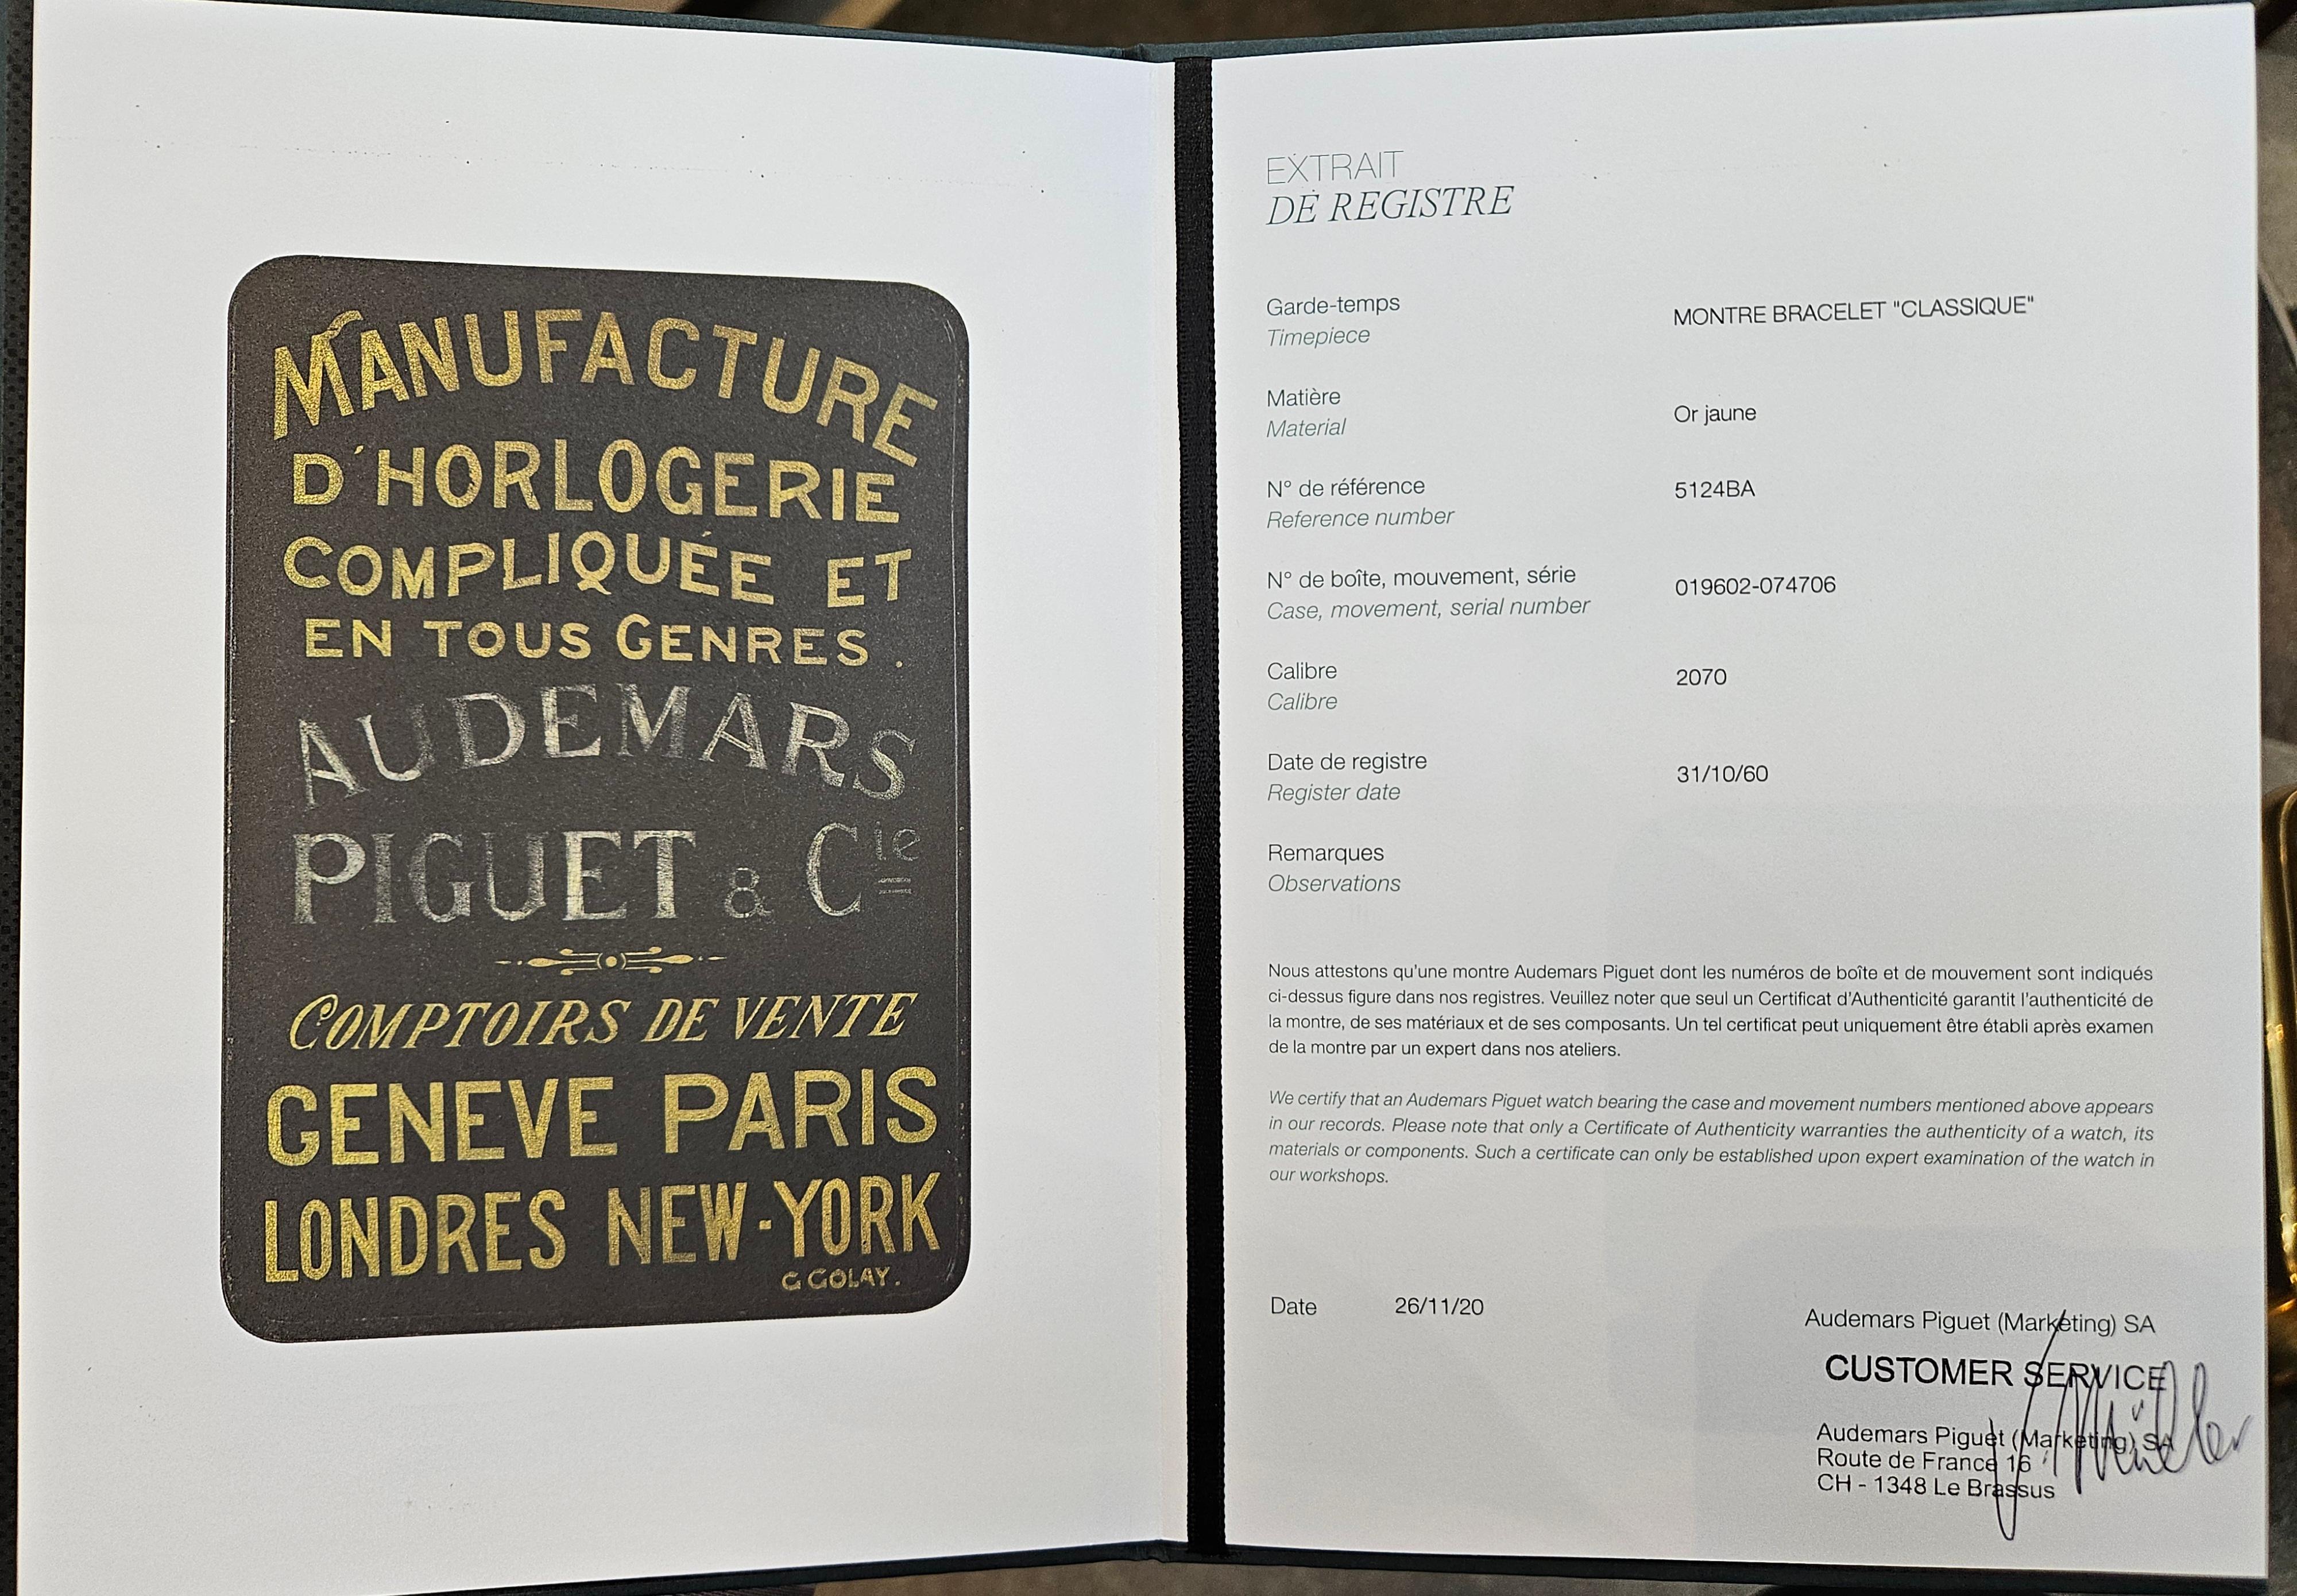 MANUFACTURE
D'HORLOGERIE
COMPLIQUÉE ET
EN TOUS GENRES.
AUDEMARS
PIGUET & Cie
COMPTOIRS DE VENTE
GENEVE PARIS
LONDRES NEW-YORK
C GOLAY.
EXTRAIT
DE REGISTRE
Garde-temps
Timepiece
MONTRE BRACELET "CLASSIQUE"
Matière
Material
Or jaune
N° de référence
Reference number
5124BA
N° de boîte, mouvement, série
Case, movement, serial number
019602-074706
Calibre
Calibre
2070
Date de registre
Register date
31/10/60
Remarques
Observations
Nous attestons qu'une montre Audemars Piguet dont les numéros de boîte et de mouvement sont indiqués
ci-dessus figure dans nos registres. Veuillez noter que seul un Certificat d'Authenticité garantit l'authenticité de
la montre, de ses matériaux et de ses composants. Un tel certificat peut uniquement être établi après examen
de la montre par un expert dans nos ateliers.
We certify that an Audemars Piguet watch bearing the case and movement numbers mentioned above appears
in our records. Please note that only a Certificate of Authenticity warranties the authenticity of a watch, its
materials or components. Such a certificate can only be established upon expert examination of the watch in
our workshops.
Date 26/11/20
Audemars Piguet (Marketing) SA
CUSTOMER SERVICE
Audemars Piguet (Marketing) SA
Route de France 16
CH - 1348 Le Brassus